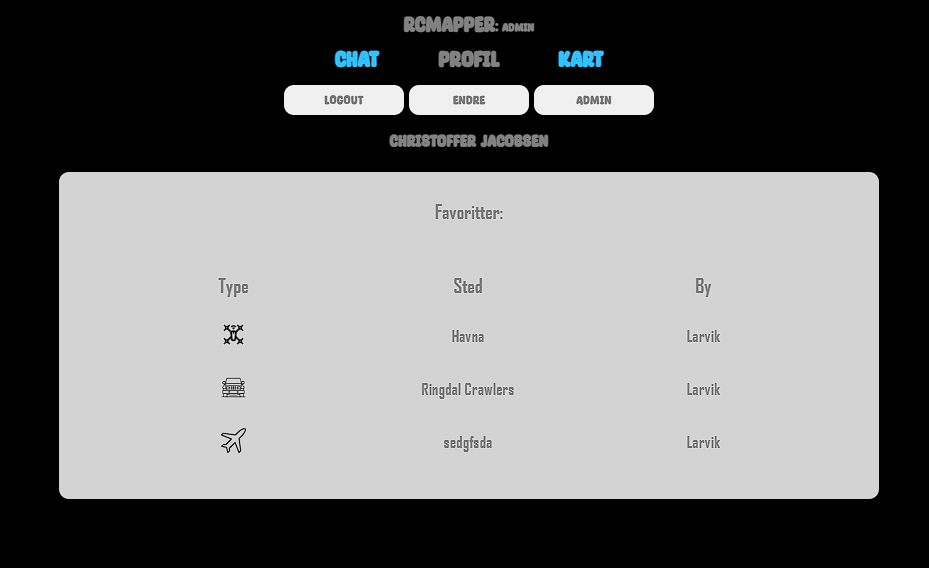 RCMAPPER: ADMIN
CHAT PROFIL KART
LOGOUT ENDRE ADMIN
CHRISTOFFER JACOBSEN
Favoritter:
Type Sted By
Havna Larvik
Ringdal Crawlers Larvik
sedgfsda Larvik